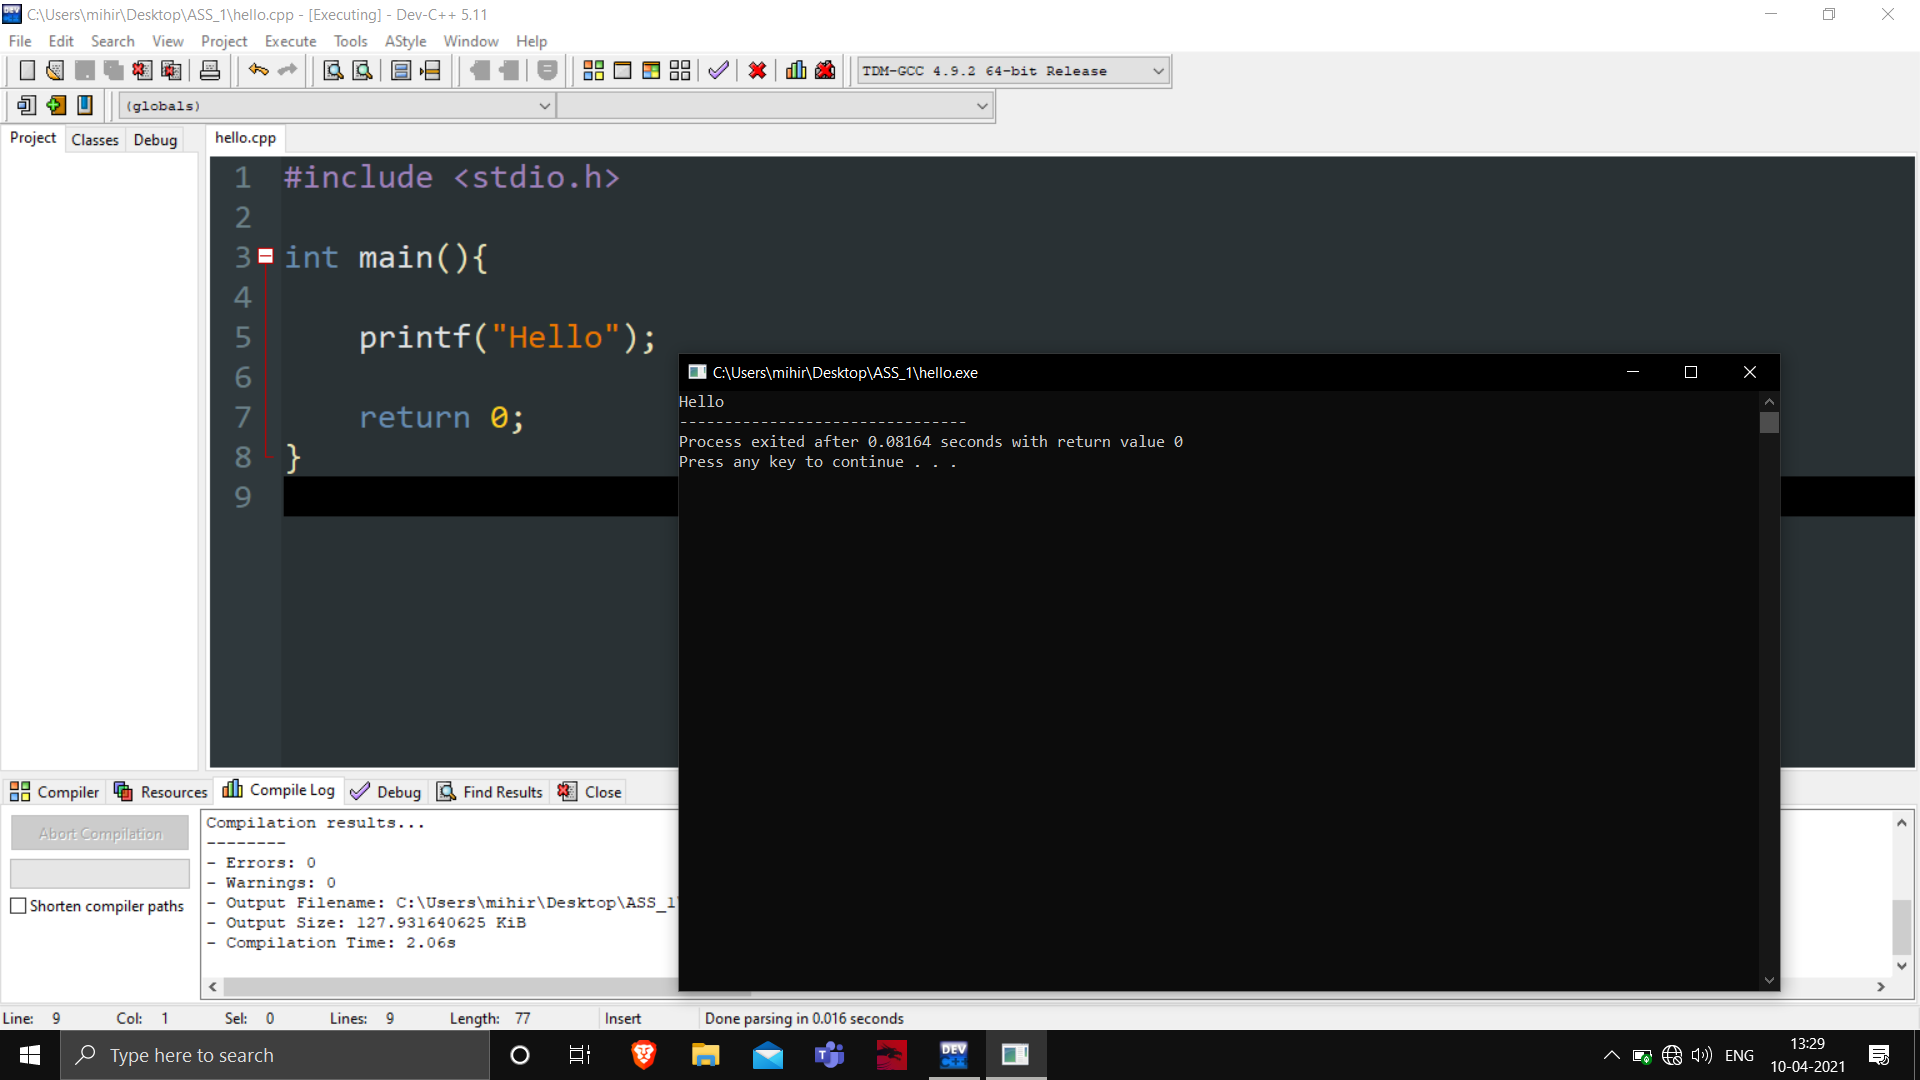 C:\Users\mihir\Desktop\ASS_1\hello.cpp - [Executing] - Dev-C++ 5.11
File Edit Search View Project Execute Tools AStyle Window Help
TDM-GCC 4.9.2 64-bit Release
(globals)
Project Classes Debug hello.cpp
1 #include <stdio.h>
2
3 int main(){
4
5 printf("Hello");
6
7 return 0;
8 }
9
C:\Users\mihir\Desktop\ASS_1\hello.exe
Hello
--------------------------------
Process exited after 0.08164 seconds with return value 0
Press any key to continue . . .
Compiler Resources Compile Log Debug Find Results Close
Abort Compilation
Shorten compiler paths
Compilation results...
--------
- Errors: 0
- Warnings: 0
- Output Filename: C:\Users\mihir\Desktop\ASS_1
- Output Size: 127.931640625 KiB
- Compilation Time: 2.06s
Line: 9 Col: 1 Sel: 0 Lines: 9 Length: 77 Insert Done parsing in 0.016 seconds
Type here to search
DEV C++
ENG
13:29
10-04-2021